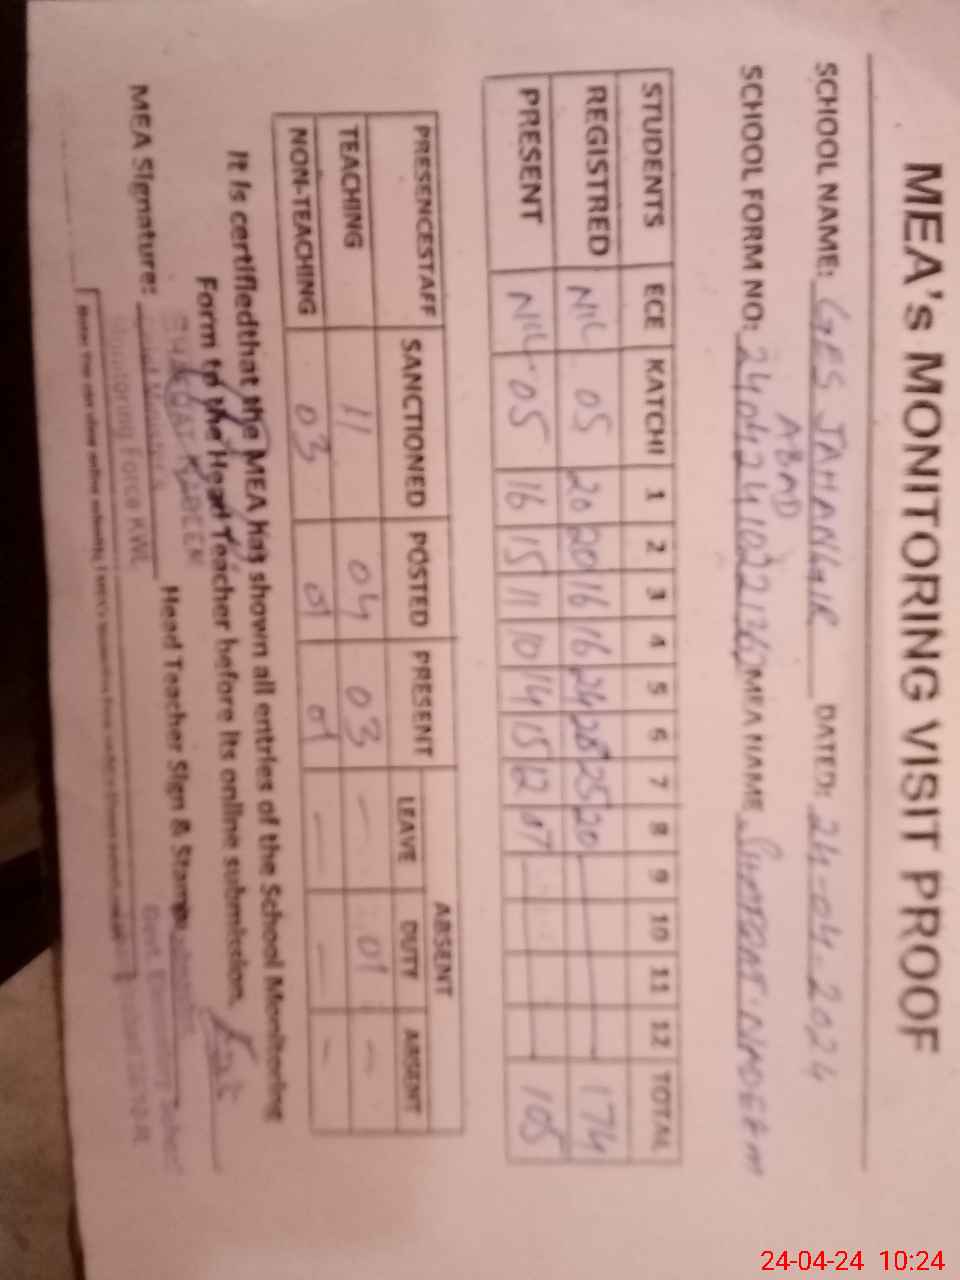 MEA's MONITORING VISIT PROOF
SCHOOL NAME: GES JAHANGIR ABAD DATED: 24-04-2024
SCHOOL FORM NO: MEA NAME
STUDENTS ECE KATCHI 1 2 3 4 5 6 7 8 9 10 11 12 TOTAL
REGISTRED NIL 05 20 20 16 16 24 28 25 20 174
PRESENT NIL 05 16 15 11 10 14 15 12 07 105
PRESENCESTAFF SANCTIONED POSTED PRESENT ABSENT
LEAVE DUTY ABSENT
TEACHING 11 04 03 — 01 —
NON-TEACHING 03 01 01 — — —
It is certifiedthat the MEA has shown all entries of the School Monitoring
Form to the Head Teacher before its online submission.
MEA Signature: Head Teacher Sign & Stamp
Monitoring Force KWL
24-04-24 10:24